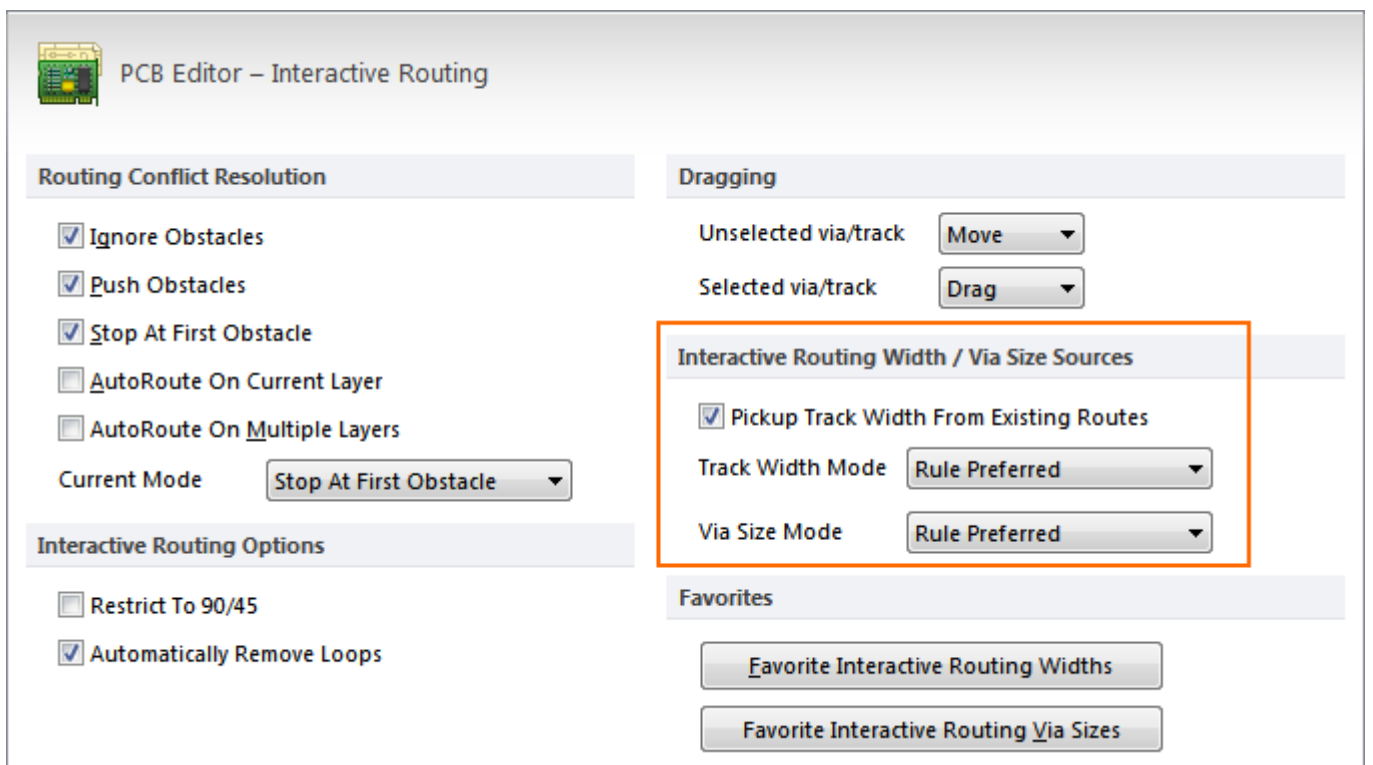 PCB Editor – Interactive Routing
Routing Conflict Resolution
Ignore Obstacles
Push Obstacles
Stop At First Obstacle
AutoRoute On Current Layer
AutoRoute On Multiple Layers
Current Mode Stop At First Obstacle
Interactive Routing Options
Restrict To 90/45
Automatically Remove Loops
Dragging
Unselected via/track Move
Selected via/track Drag
Interactive Routing Width / Via Size Sources
Pickup Track Width From Existing Routes
Track Width Mode Rule Preferred
Via Size Mode Rule Preferred
Favorites
Favorite Interactive Routing Widths
Favorite Interactive Routing Via Sizes